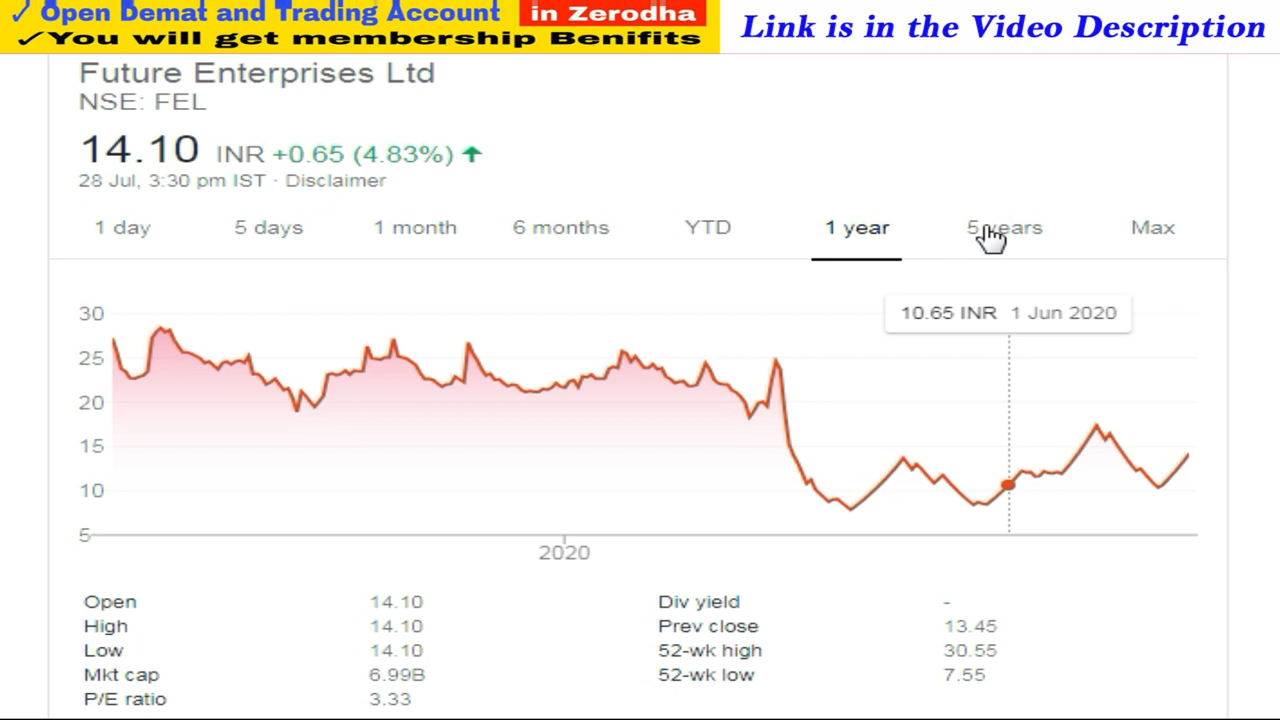 ✓ Open Demat and Trading Account in Zerodha
✓You will get membership Benifits
Link is in the Video Description
Future Enterprises Ltd
NSE: FEL
14.10 INR +0.65 (4.83%) ↑
28 Jul, 3:30 pm IST · Disclaimer
1 day 5 days 1 month 6 months YTD 1 year 5 years Max
10.65 INR 1 Jun 2020
30
25
20
15
10
5
2020
Open 14.10 Div yield -
High 14.10 Prev close 13.45
Low 14.10 52-wk high 30.55
Mkt cap 6.99B 52-wk low 7.55
P/E ratio 3.33